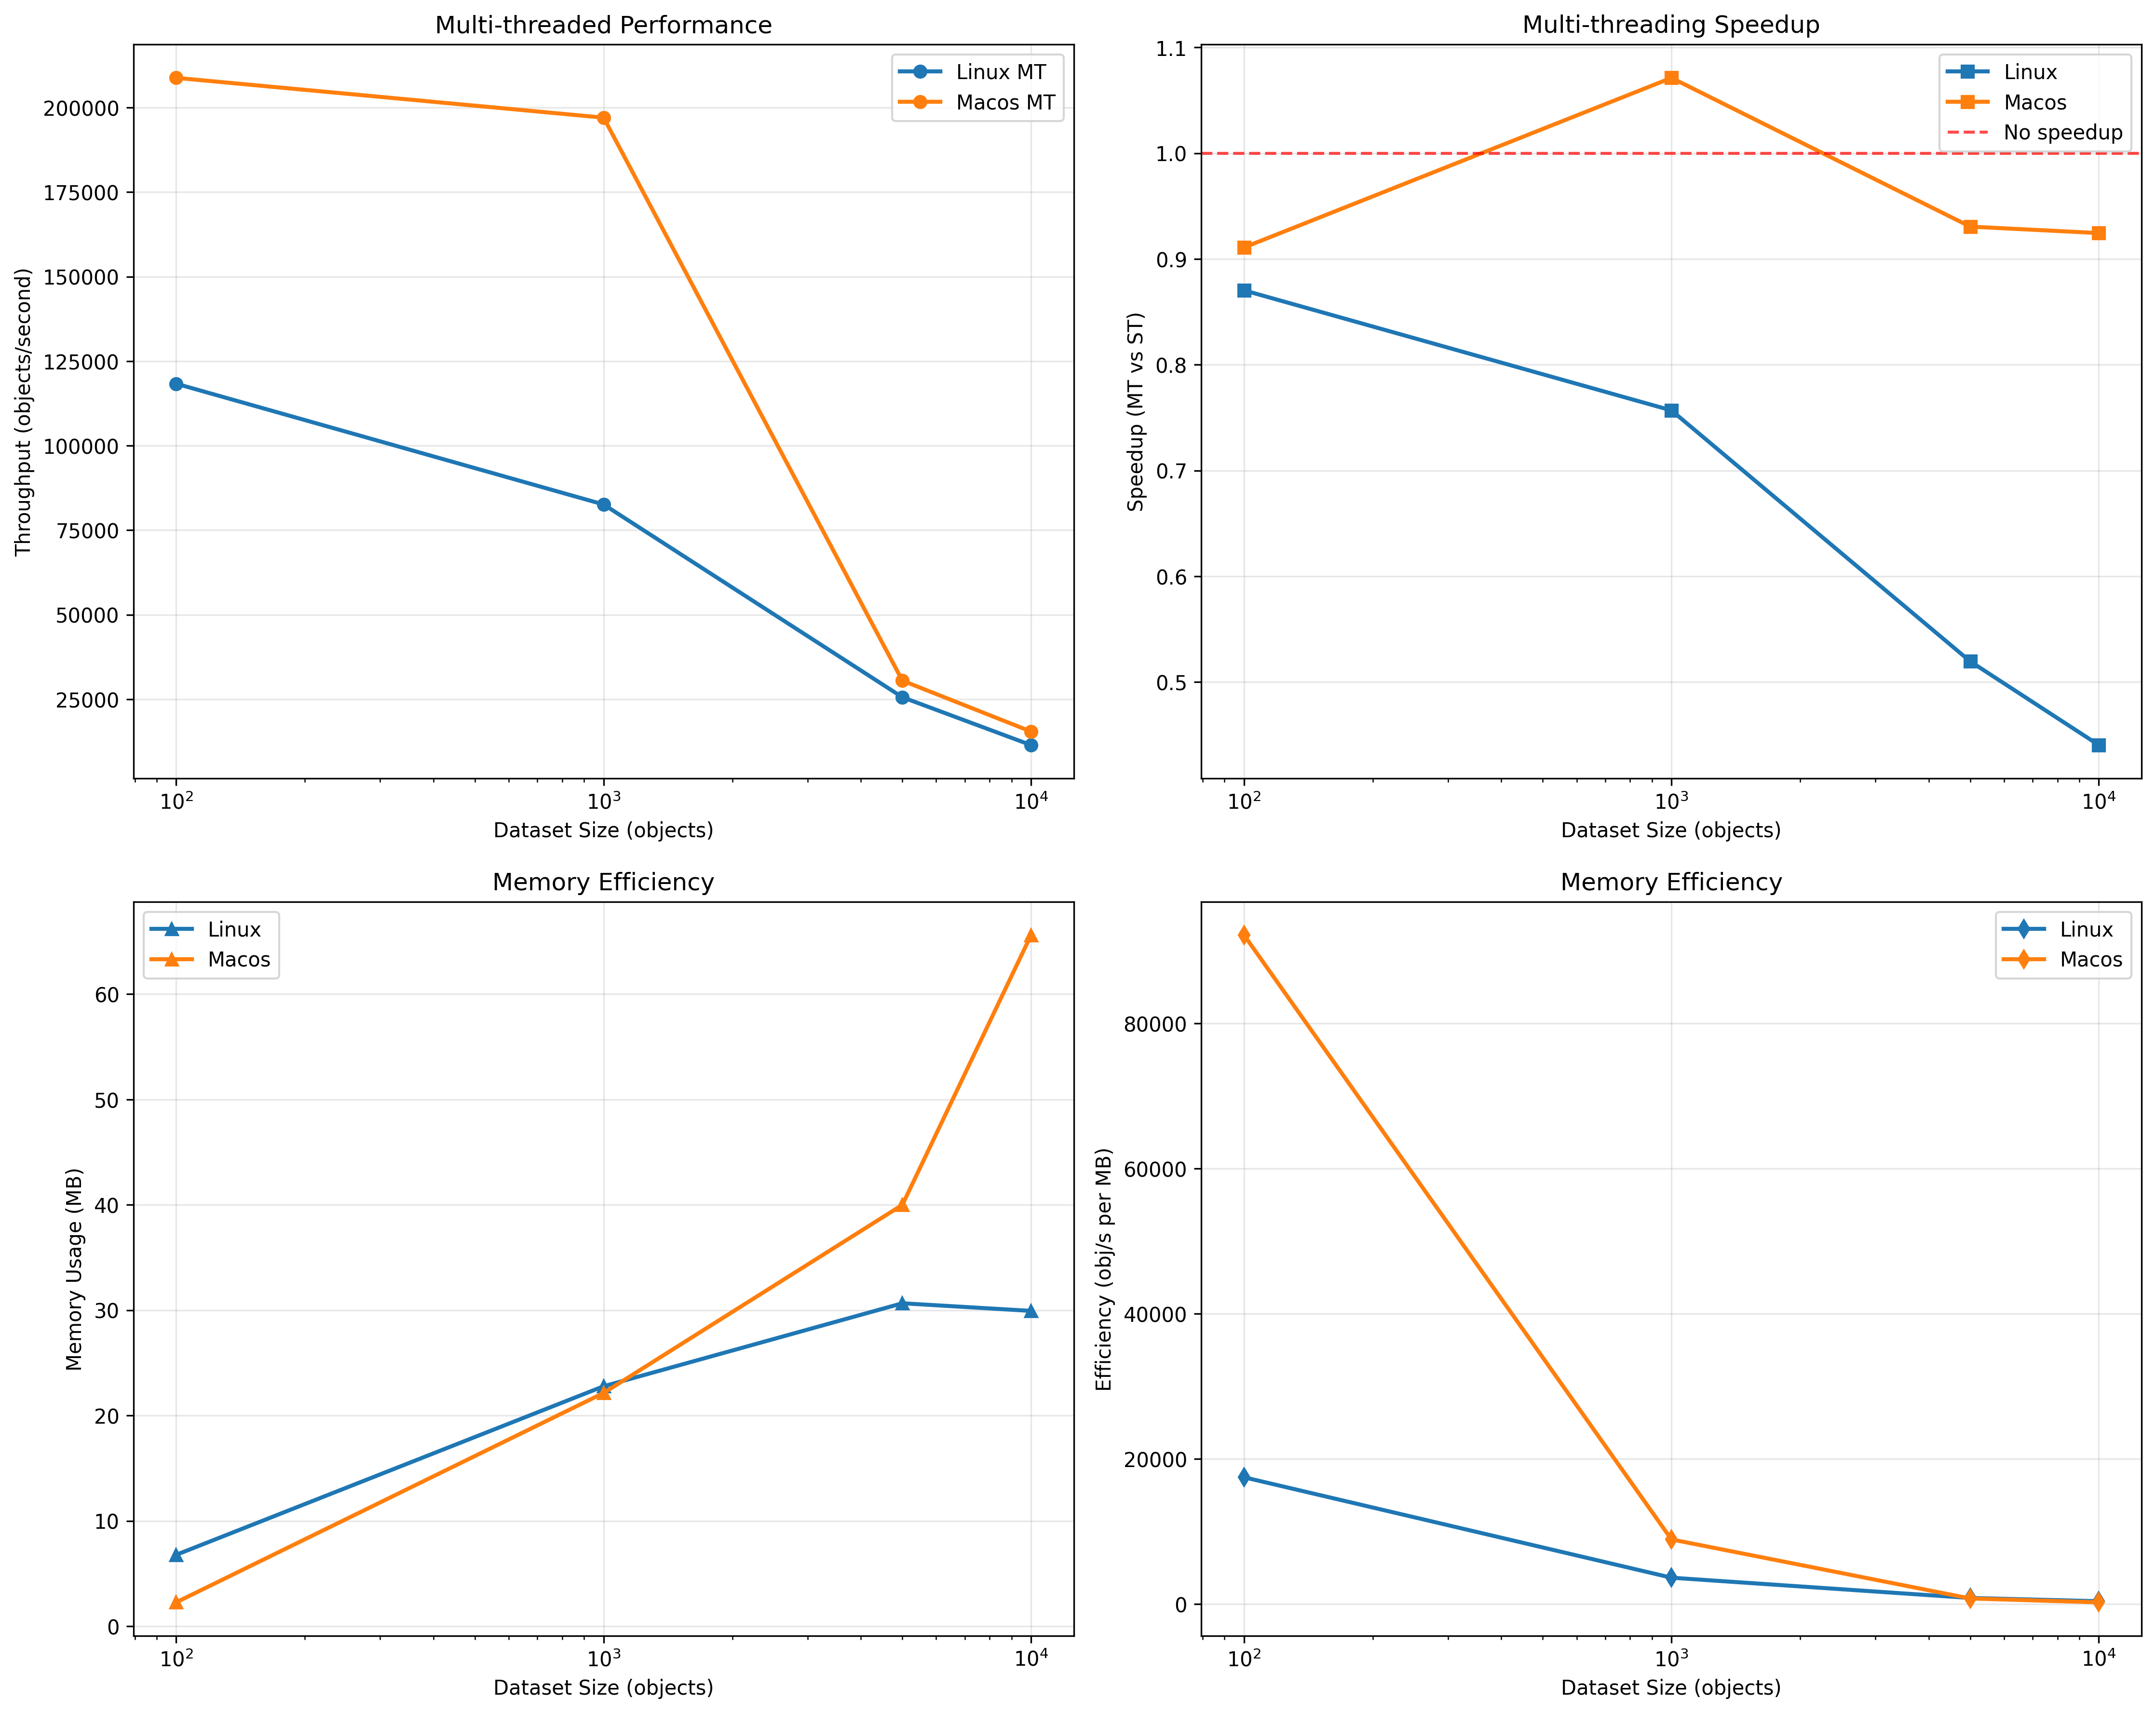 Multi-threaded Performance
Throughput (objects/second)
200000
175000
150000
125000
100000
75000
50000
25000
Linux MT
Macos MT
10²
10³
10⁴
Dataset Size (objects)
Multi-threading Speedup
Speedup (MT vs ST)
1.1
1.0
0.9
0.8
0.7
0.6
0.5
Linux
Macos
No speedup
10²
10³
10⁴
Dataset Size (objects)
Memory Efficiency
Memory Usage (MB)
60
50
40
30
20
10
0
Linux
Macos
10²
10³
10⁴
Dataset Size (objects)
Memory Efficiency
Efficiency (obj/s per MB)
80000
60000
40000
20000
0
Linux
Macos
10²
10³
10⁴
Dataset Size (objects)